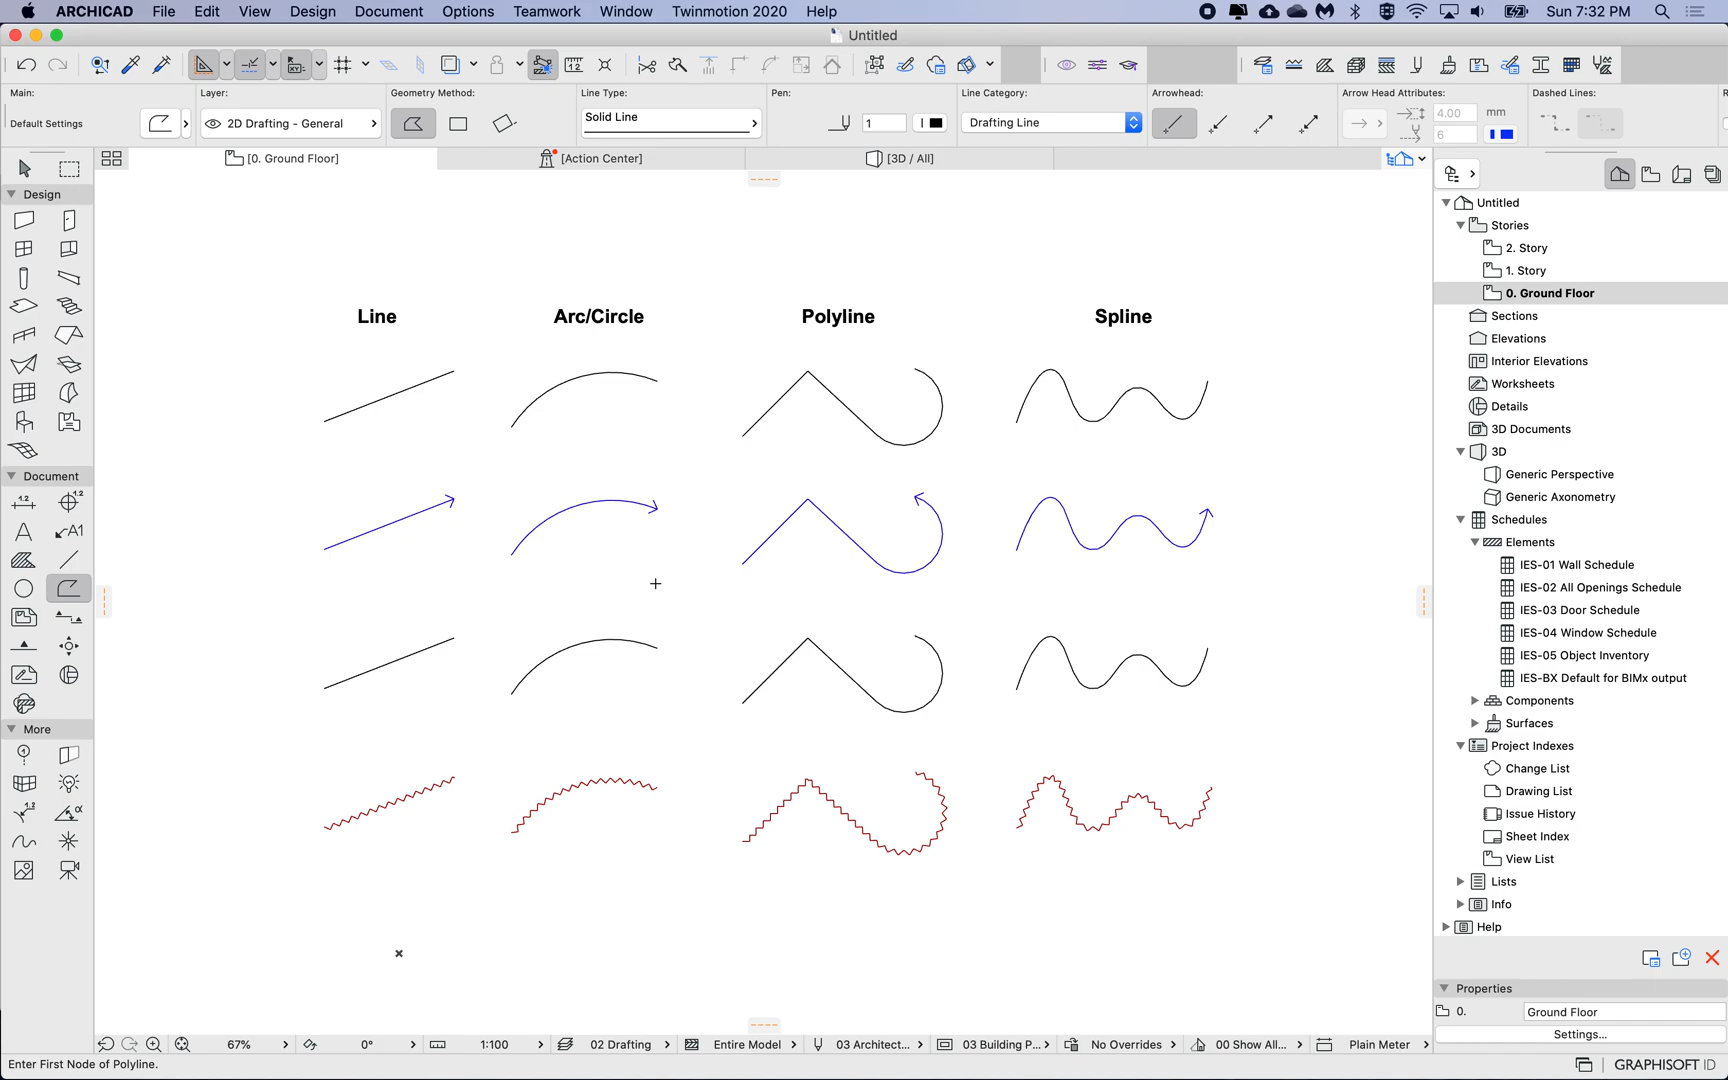 ARCHICAD File Edit View Design Document Options Teamwork Window Twinmotion 2020 Help
Sun 7:32 PM
Untitled
Main:
Layer:
Geometry Method:
Line Type:
Pen:
Line Category:
Arrowhead:
Arrow Head Attributes:
Dashed Lines:
Default Settings
2D Drafting - General
Solid Line
1
Drafting Line
4.00 mm
6
[0. Ground Floor]
[Action Center]
[3D / All]
Design
Document
More
Line
Arc/Circle
Polyline
Spline
Untitled
Stories
2. Story
1. Story
0. Ground Floor
Sections
Elevations
Interior Elevations
Worksheets
Details
3D Documents
3D
Generic Perspective
Generic Axonometry
Schedules
Elements
IES-01 Wall Schedule
IES-02 All Openings Schedule
IES-03 Door Schedule
IES-04 Window Schedule
IES-05 Object Inventory
IES-BX Default for BIMx output
Components
Surfaces
Project Indexes
Change List
Drawing List
Issue History
Sheet Index
View List
Lists
Info
Help
Properties
0.
Ground Floor
Settings...
67%
0°
1:100
02 Drafting
Entire Model
03 Architect...
03 Building P...
No Overrides
00 Show All...
Plain Meter
Enter First Node of Polyline.
GRAPHISOFT ID